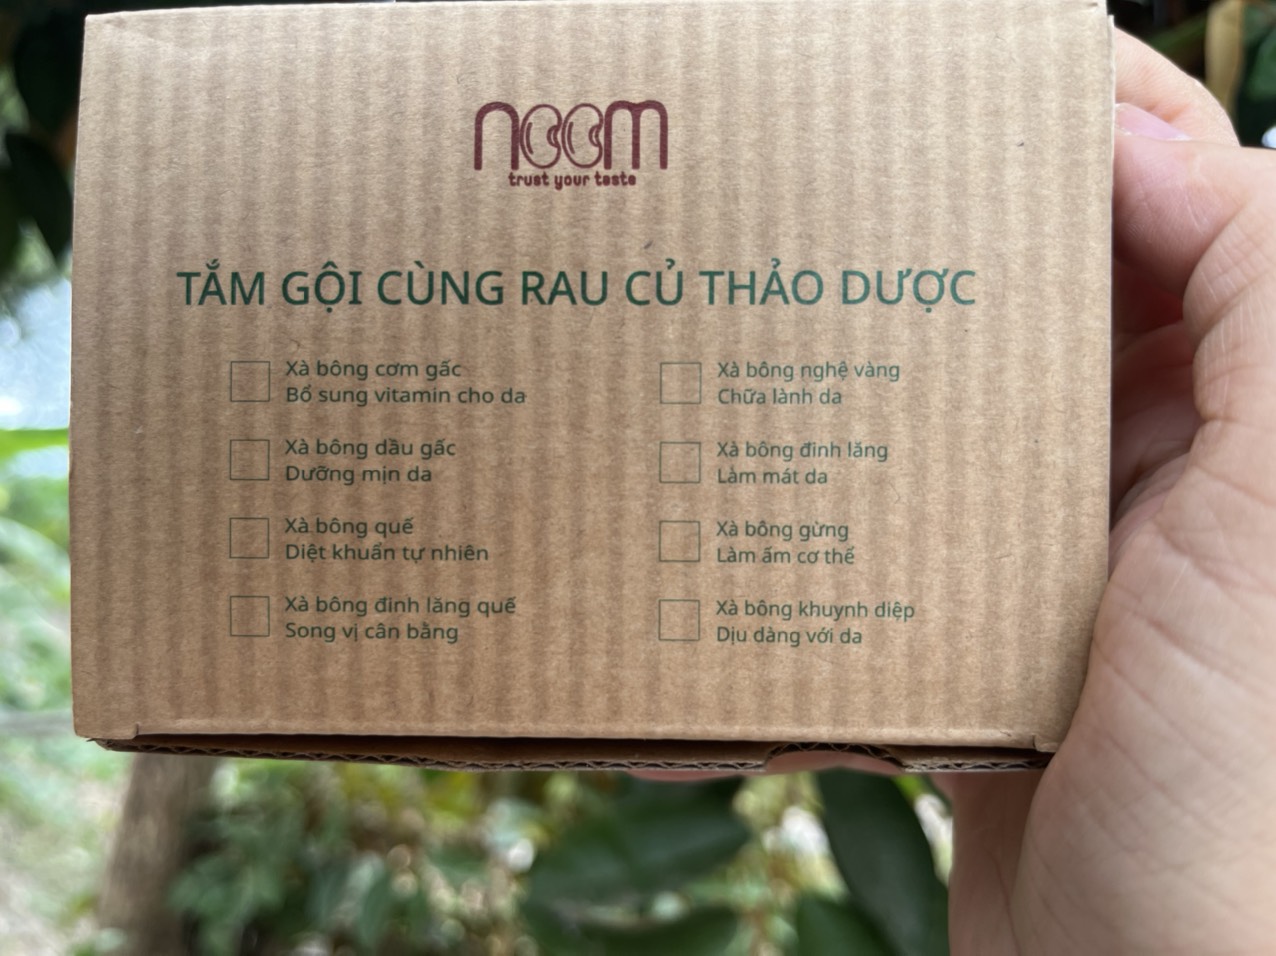 noom
trust your taste
TẮM GỘI CÙNG RAU CỦ THẢO DƯỢC
Xà bông cơm gấc
Bổ sung vitamin cho da
Xà bông dầu gấc
Dưỡng mịn da
Xà bông quế
Diệt khuẩn tự nhiên
Xà bông đinh lăng quế
Song vị cân bằng
Xà bông nghệ vàng
Chữa lành da
Xà bông đinh lăng
Làm mát da
Xà bông gừng
Làm ấm cơ thể
Xà bông khuynh diệp
Dịu dàng với da